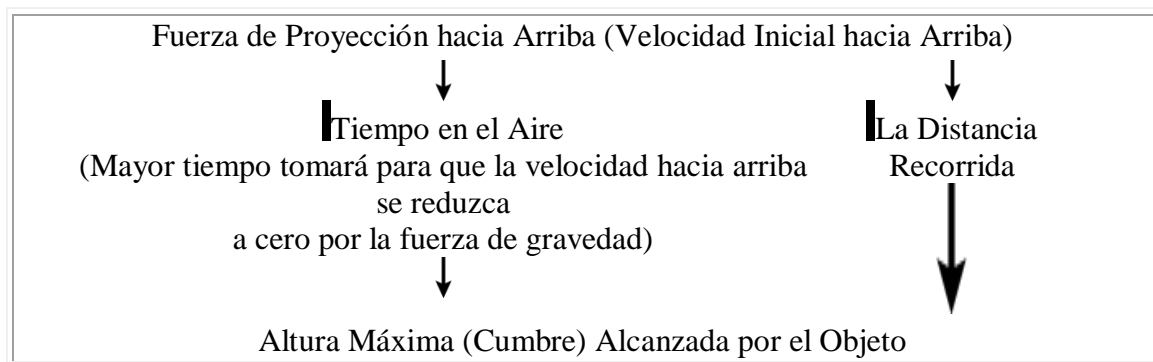 Fuerza de Proyección hacia Arriba (Velocidad Inicial hacia Arriba)
Tiempo en el Aire
(Mayor tiempo tomará para que la velocidad hacia arriba
se reduzca
a cero por la fuerza de gravedad)
La Distancia
Recorrida
Altura Máxima (Cumbre) Alcanzada por el Objeto